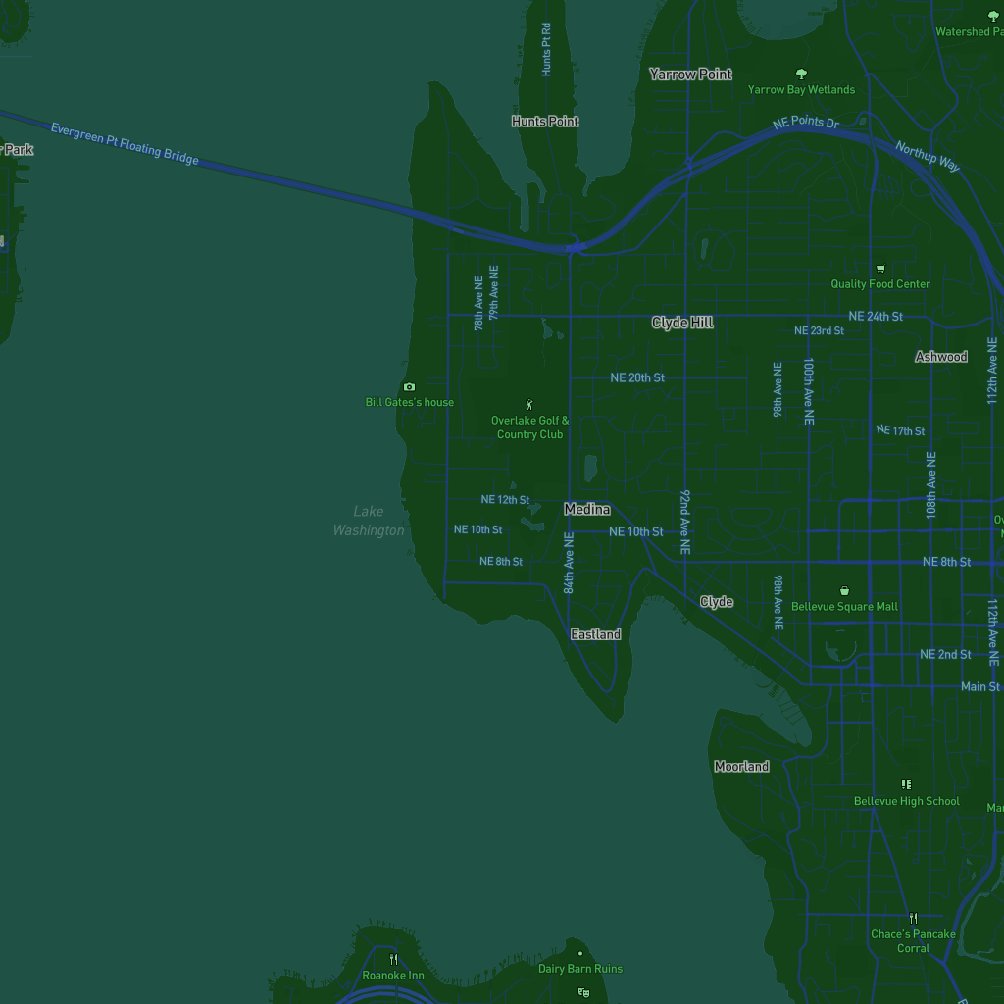 Watershed Pa
Hunts Pt Rd
Yarrow Point
Yarrow Bay Wetlands
Hunts Point
NE Points Dr
Evergreen Pt Floating Bridge
Park
Northup Way
78th Ave NE
79th Ave NE
Quality Food Center
NE 24th St
Clyde Hill
NE 23rd St
Ashwood
112th Ave NE
NE 20th St
98th Ave NE
100th Ave NE
Bill Gates's house
Overlake Golf &
Country Club
NE 17th St
108th Ave NE
NE 12th St
Medina
92nd Ave NE
Lake
Washington
NE 10th St
NE 10th St
84th Ave NE
NE 8th St
NE 8th St
98th Ave NE
Clyde
Bellevue Square Mall
112th Ave NE
Eastland
NE 2nd St
Main St
Moorland
Bellevue High School
Mai
Chace's Pancake
Corral
Roanoke Inn
Dairy Barn Ruins